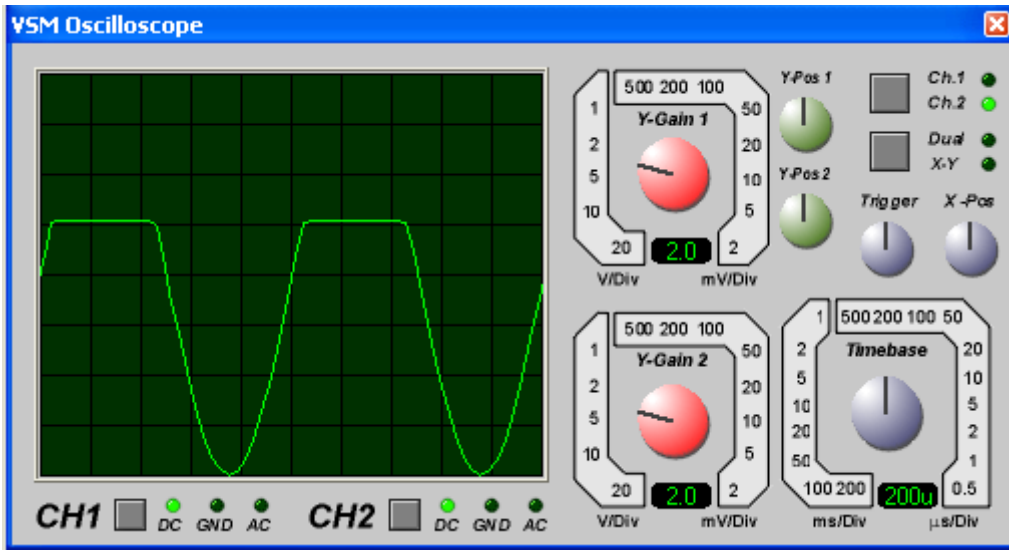 VSM Oscilloscope
500 200 100
1
50
Y-Gain 1
2
20
5
10
10
5
20
2.0
2
V/Div
mV/Div
Y-Pos 1
Y-Pos 2
Ch.1
Ch.2
Dual
X-Y
Trigger
X -Pos
500 200 100
1
50
Y-Gain 2
2
20
5
10
10
5
20
2.0
2
V/Div
mV/Div
1
500 200 100 50
2
Timebase
20
5
10
10
5
20
2
50
1
100 200
200u
0.5
ms/Div
µs/Div
CH1
DC
GND
AC
CH2
DC
GND
AC